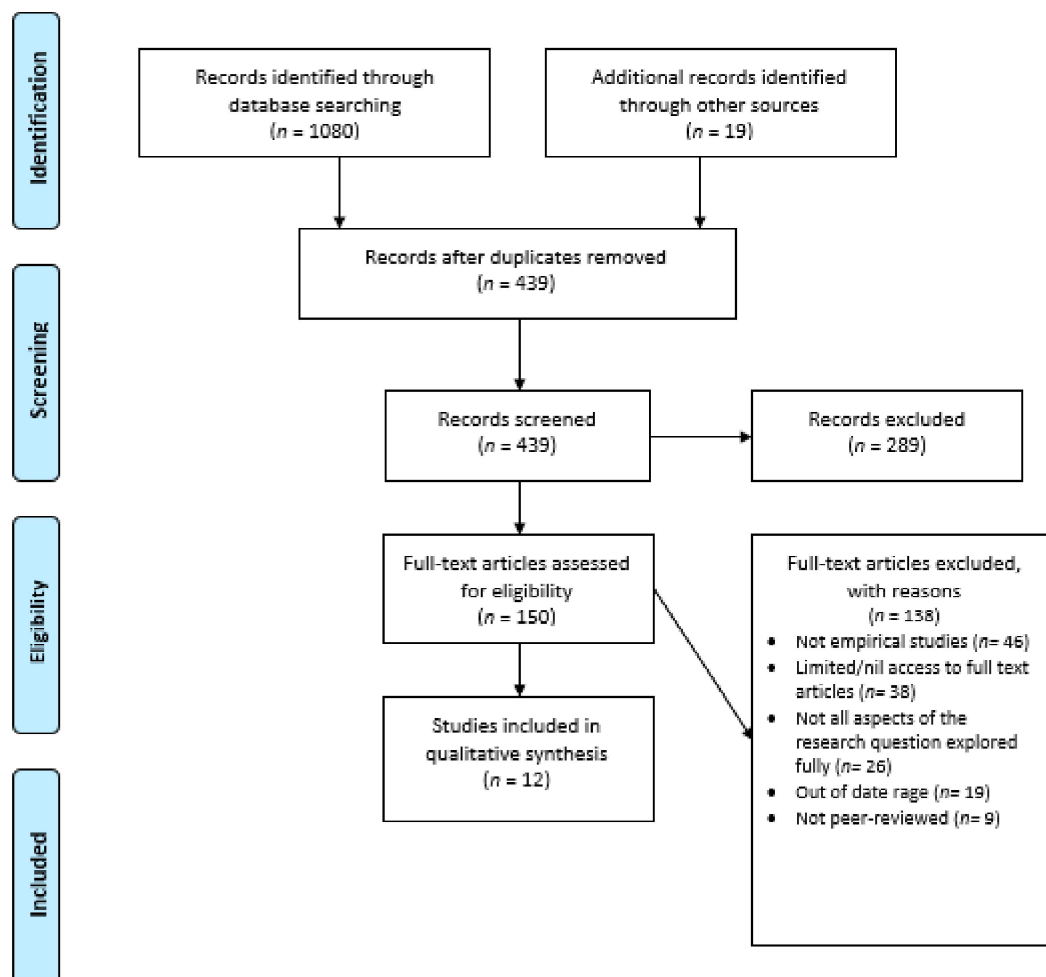 Identification
Records identified through
database searching
(n = 1080)
Additional records identified
through other sources
(n = 19)
Records after duplicates removed
(n = 439)
Screening
Records screened
(n = 439)
Records excluded
(n = 289)
Eligibility
Full-text articles assessed
for eligibility
(n = 150)
Full-text articles excluded,
with reasons
(n = 138)
• Not empirical studies (n= 46)
• Limited/nil access to full text
articles (n= 38)
• Not all aspects of the
research question explored
fully (n= 26)
• Out of date rage (n= 19)
• Not peer-reviewed (n= 9)
Studies included in
qualitative synthesis
(n = 12)
Included